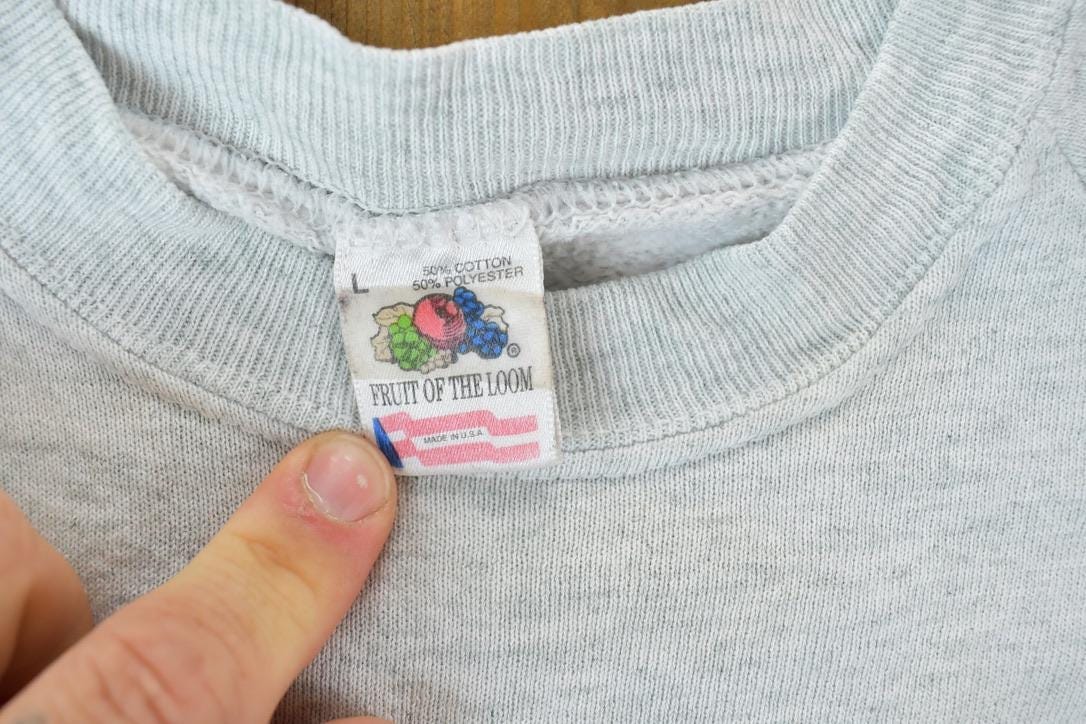 L
50% COTTON
50% POLYESTER
®
FRUIT OF THE LOOM
MADE IN U.S.A.